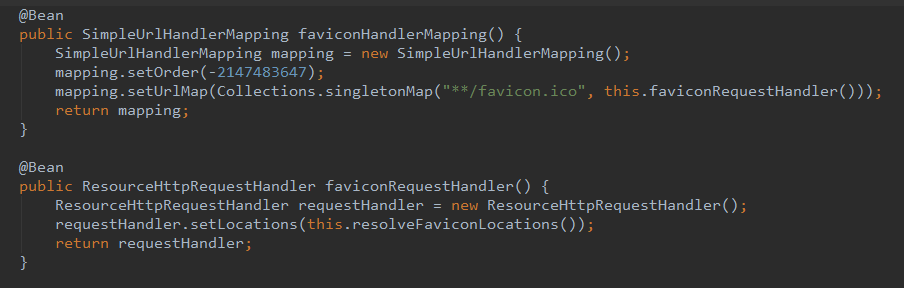 @Bean
public SimpleUrlHandlerMapping faviconHandlerMapping() {
    SimpleUrlHandlerMapping mapping = new SimpleUrlHandlerMapping();
    mapping.setOrder(-2147483647);
    mapping.setUrlMap(Collections.singletonMap("**/favicon.ico", this.faviconRequestHandler()));
    return mapping;
}

@Bean
public ResourceHttpRequestHandler faviconRequestHandler() {
    ResourceHttpRequestHandler requestHandler = new ResourceHttpRequestHandler();
    requestHandler.setLocations(this.resolveFaviconLocations());
    return requestHandler;
}